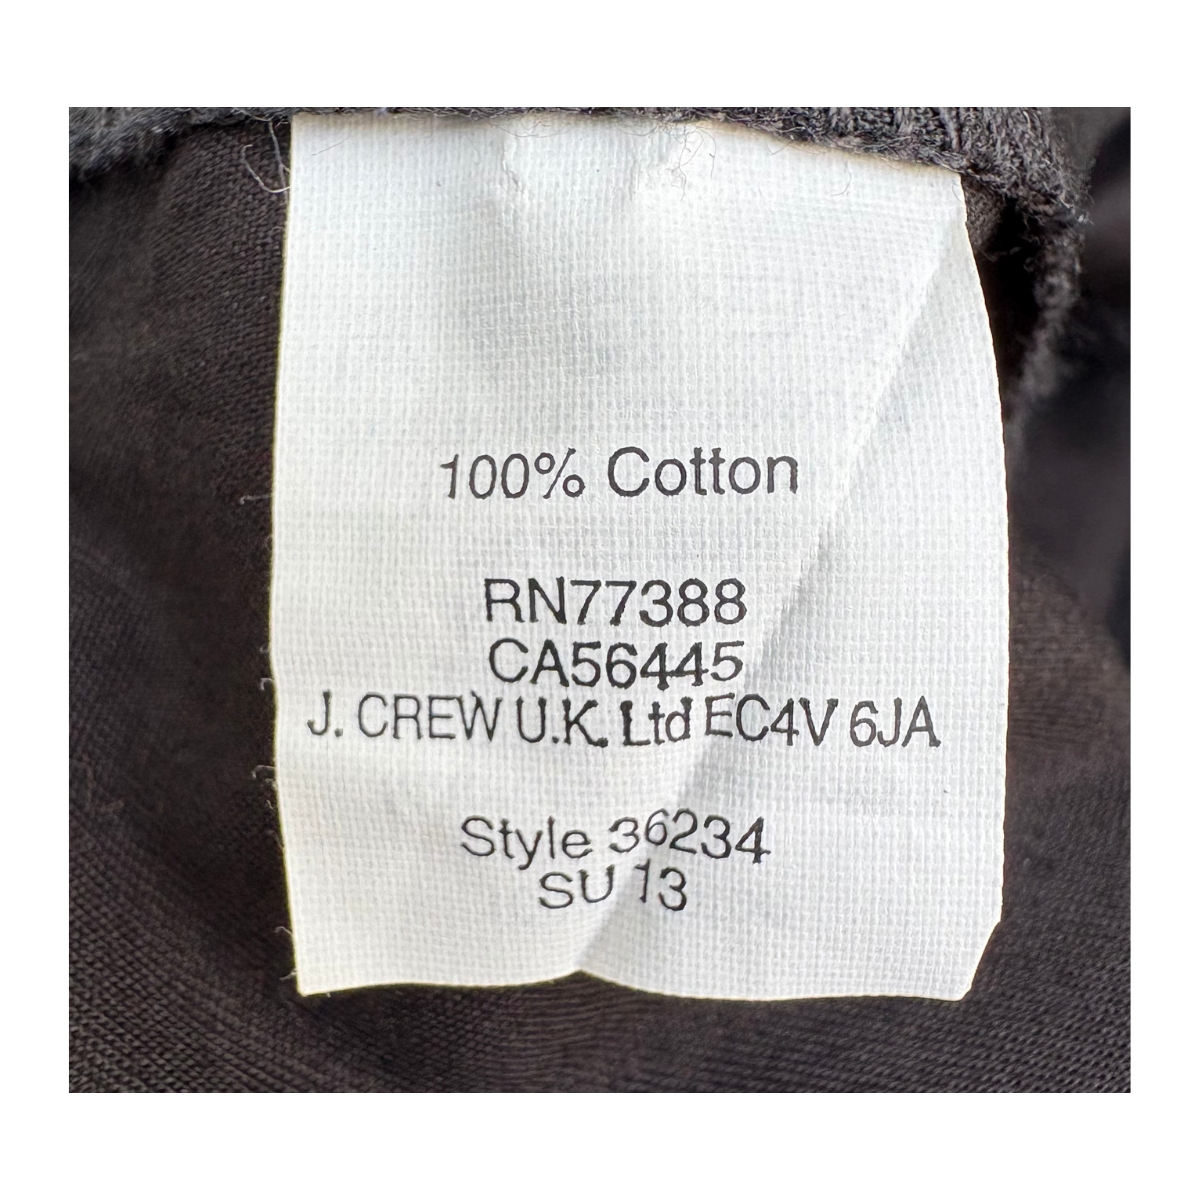 100% Cotton
RN77388
CA56445
J. CREW U.K. Ltd EC4V 6JA
Style 36234
SU 13